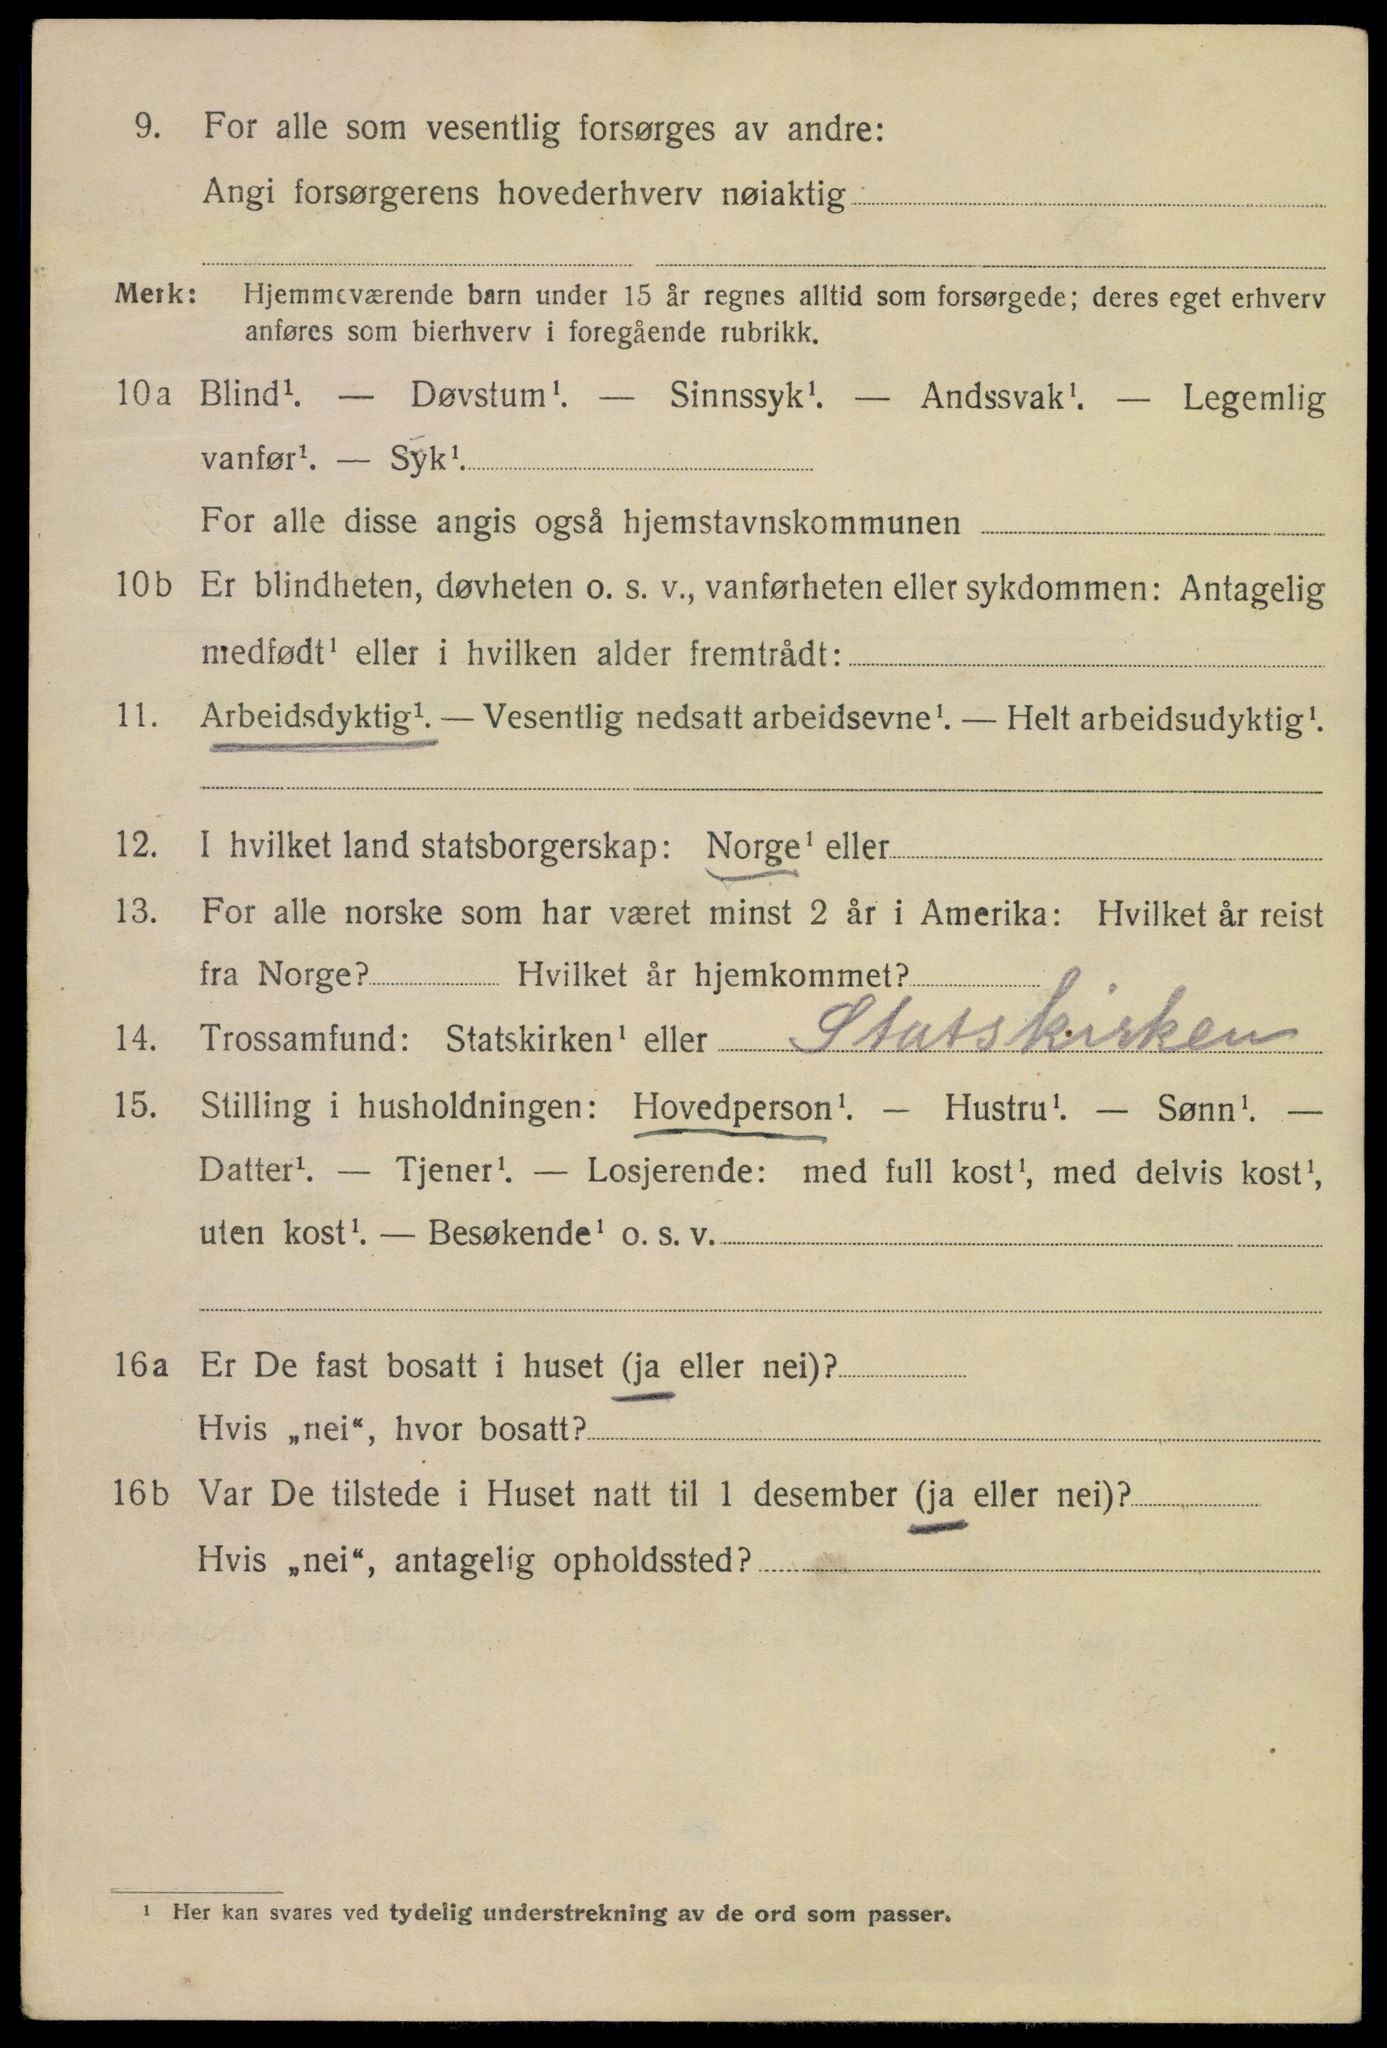 9. For alle som vesentlig forsørges av andre:
Angi forsørgerens hovederhverv nøiaktig
Merk: Hjemmeværende barn under 15 år regnes alltid som forsørgede; deres eget erhverv
anføres som bierhverv i foregående rubrikk.
10a Blind¹. — Døvstum¹. — Sinnssyk¹. — Andssvak¹. — Legemlig
vanfør¹. — Syk¹.
For alle disse angis også hjemstavnskommunen
10b Er blindheten, døvheten o. s. v., vanførheten eller sykdommen: Antagelig
medfødt¹ eller i hvilken alder fremtrådt:
11. Arbeidsdyktig¹. — Vesentlig nedsatt arbeidsevne¹. — Helt arbeidsudyktig¹.
12. I hvilket land statsborgerskap: Norge¹ eller
13. For alle norske som har været minst 2 år i Amerika: Hvilket år reist
fra Norge? Hvilket år hjemkommet?
14. Trossamfund: Statskirken¹ eller Statskirken
15. Stilling i husholdningen: Hovedperson¹. — Hustru¹. — Sønn¹. —
Datter¹. — Tjener¹. — Losjerende: med full kost¹, med delvis kost¹,
uten kost¹. — Besøkende¹ o. s. v.
16a Er De fast bosatt i huset (ja eller nei)?
Hvis „nei“, hvor bosatt?
16b Var De tilstede i Huset natt til 1 desember (ja eller nei)?
Hvis „nei“, antagelig opholdssted?
¹ Her kan svares ved tydelig understrekning av de ord som passer.